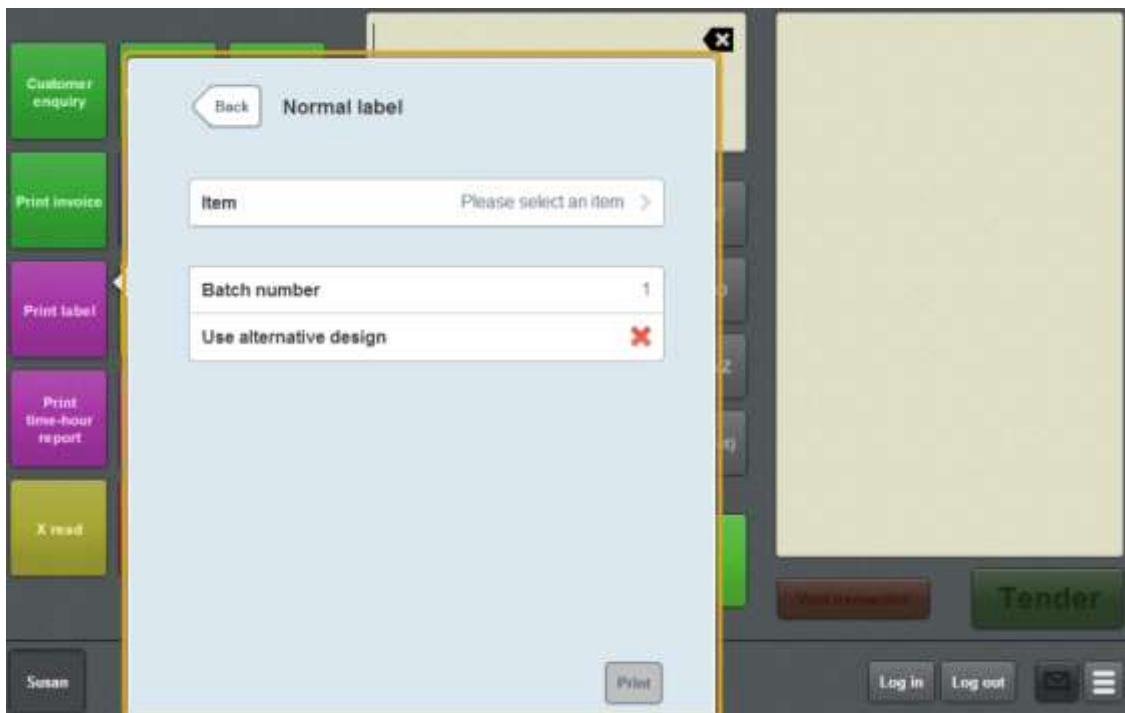 Customer
enquiry
Back
Normal label
Print invoice
Item
Please select an item
Print label
Batch number
1
Use alternative design
Print
time-hour
report
X read
Tender
Susan
Print
Log in
Log out